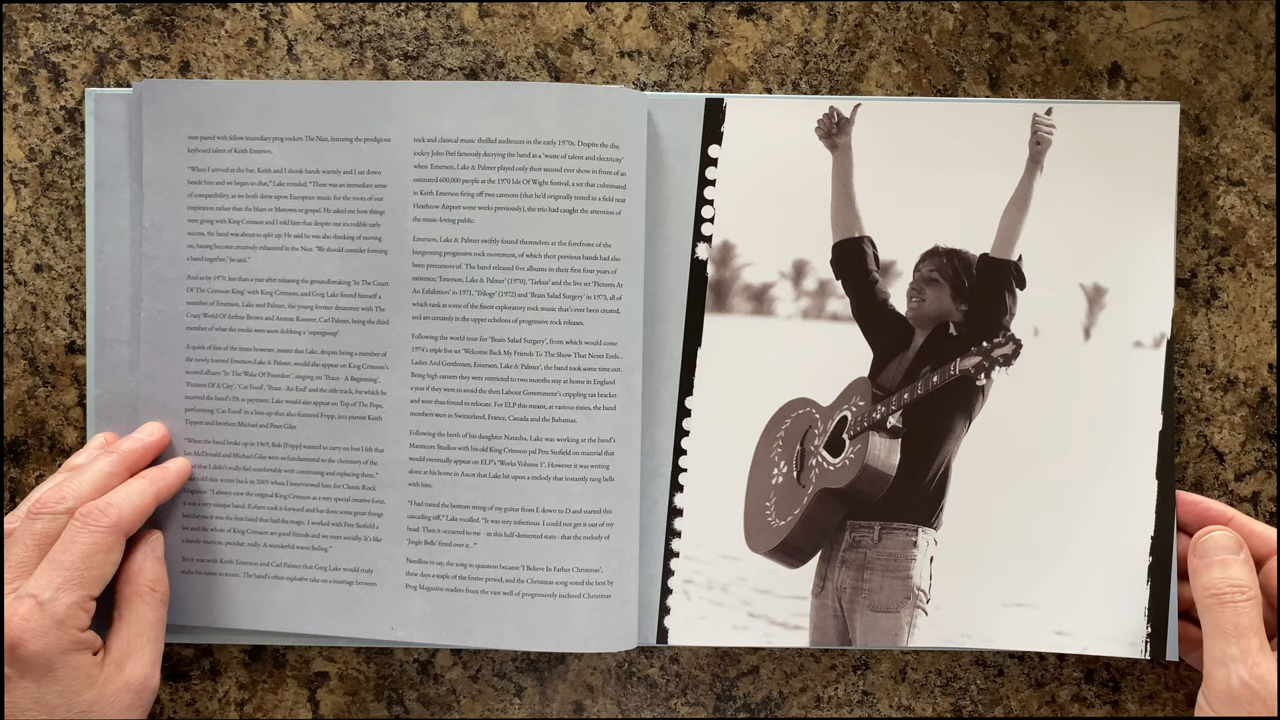 were paired with fellow incendiary prog rockers The Nice, featuring the prodigious
keyboard talent of Keith Emerson.
"When I arrived at the bar, Keith and I shook hands warmly and I sat down
beside him and we began to chat," Lake revealed. "There was an immediate sense
of compatibility, as we both drew upon European music for the roots of our
inspiration rather than the blues or Motown or gospel. He asked me how things
were going with King Crimson and I told him that despite our incredible early
success, the band was about to split up. He said he was also thinking of moving
on, having become creatively exhausted in the Nice. 'We should consider forming
a band together,' he said."
And so by 1970, less than a year after releasing the groundbreaking 'In The Court
Of The Crimson King' with King Crimson, and Greg Lake found himself a
member of Emerson, Lake and Palmer, the young former drummer with The
Crazy World Of Arthur Brown and Atomic Rooster, Carl Palmer, being the third
member of what the media were soon dubbing a 'supergroup'.
A quirk of fate of the times however, meant that Lake, despite being a member of
the newly formed Emerson,Lake & Palmer, would also appear on King Crimson's
second album 'In The Wake Of Poseidon', singing on 'Peace - A Beginning',
'Pictures Of A City', 'Cat Food', 'Peace - An End' and the title track, for which he
received the band's PA as payment. Lake would also appear on Top of The Pops,
performing 'Cat Food' in a line-up that also featured Fripp, jazz pianist Keith
Tippett and brothers Michael and Peter Giles.
"When the band broke up in 1969, Bob [Fripp] wanted to carry on but I felt that
Ian McDonald and Michael Giles were so fundamental to the chemistry of the
that I didn't really feel comfortable with continuing and replacing them."
told this writer back in 2005 when I interviewed him for Classic Rock
Magazine. "I always view the original King Crimson as a very special creative force,
it was a very unique band. Robert took it forward and has done some great things
but for me it was the first band that had the magic. I worked with Pete Sinfield a
lot and the whole of King Crimson are good friends and we meet socially. It's like
a family reunion, peculiar, really. A wonderful warm feeling."
Yet it was with Keith Emerson and Carl Palmer that Greg Lake would truly
make his name in music. The band's often explosive take on a marriage between
rock and classical music thrilled audiences in the early 1970s. Despite the disc
jockey John Peel famously decrying the band as a 'waste of talent and electricity'
when Emerson, Lake & Palmer played only their second ever show in front of an
estimated 600,000 people at the 1970 Isle Of Wight festival, a set that culminated
in Keith Emerson firing off two cannons (that he'd originally tested in a field near
Heathrow Airport some weeks previously), the trio had caught the attention of
the music-loving public.
Emerson, Lake & Palmer swiftly found themselves at the forefront of the
burgeoning progressive rock movement, of which their previous bands had also
been precursors of. The band released five albums in their first four years of
existence; 'Emerson, Lake & Palmer' (1970), 'Tarkus' and the live set 'Pictures At
An Exhibition' in 1971, 'Trilogy' (1972) and 'Brain Salad Surgery' in 1973, all of
which rank as some of the finest exploratory rock music that's ever been created,
and are certainly in the upper echelons of progressive rock releases.
Following the world tour for 'Brain Salad Surgery', from which would come
1974's triple live set 'Welcome Back My Friends To The Show That Never Ends...
Ladies And Gentlemen, Emerson, Lake & Palmer', the band took some time out.
Being high earners they were restricted to two months stay at home in England
a year if they were to avoid the then Labour Government's crippling tax bracket
and were thus forced to relocate. For ELP this meant, at various times, the band
members were in Switzerland, France, Canada and the Bahamas.
Following the birth of his daughter Natasha, Lake was working at the band's
Manticore Studios with his old King Crimson pal Pete Sinfield on material that
would eventually appear on ELP's 'Works Volume 1'. However it was writing
alone at his home in Ascot that Lake hit upon a melody that instantly rang bells
with him.
"I had tuned the bottom string of my guitar from E down to D and started this
cascading riff," Lake recalled. "It was very infectious. I could not get it out of my
head. Then it occurred to me - in this half-demented state - that the melody of
'Jingle Bells' fitted over it..."
Needless to say, the song in question became 'I Believe In Father Christmas',
these days a staple of the festive period, and the Christmas song voted the best by
Prog Magazine readers from the vast well of progressively inclined Christmas